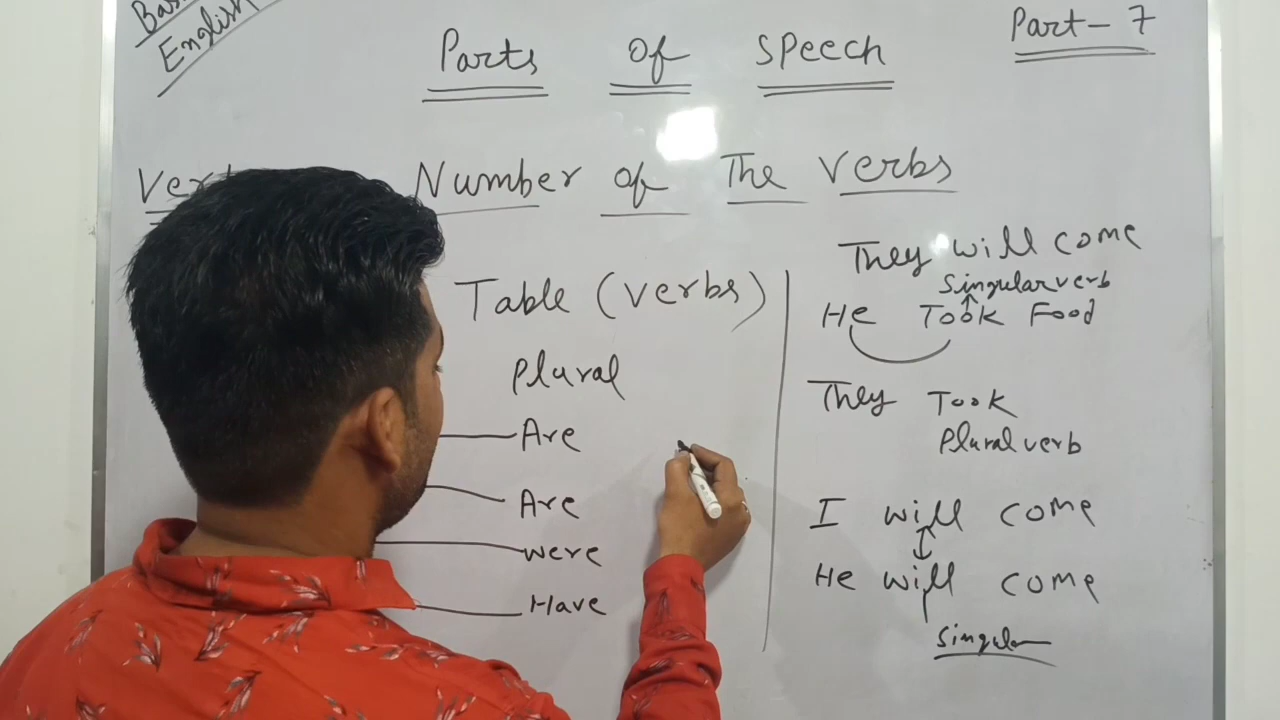 English
Parts of Speech
Part-7
Number of The Verbs
Table (verbs)
Plural
Are
Are
were
Have
They will come
Singular verb
He Took Food
They Took
Plural verb
I will come
He will come
Singular